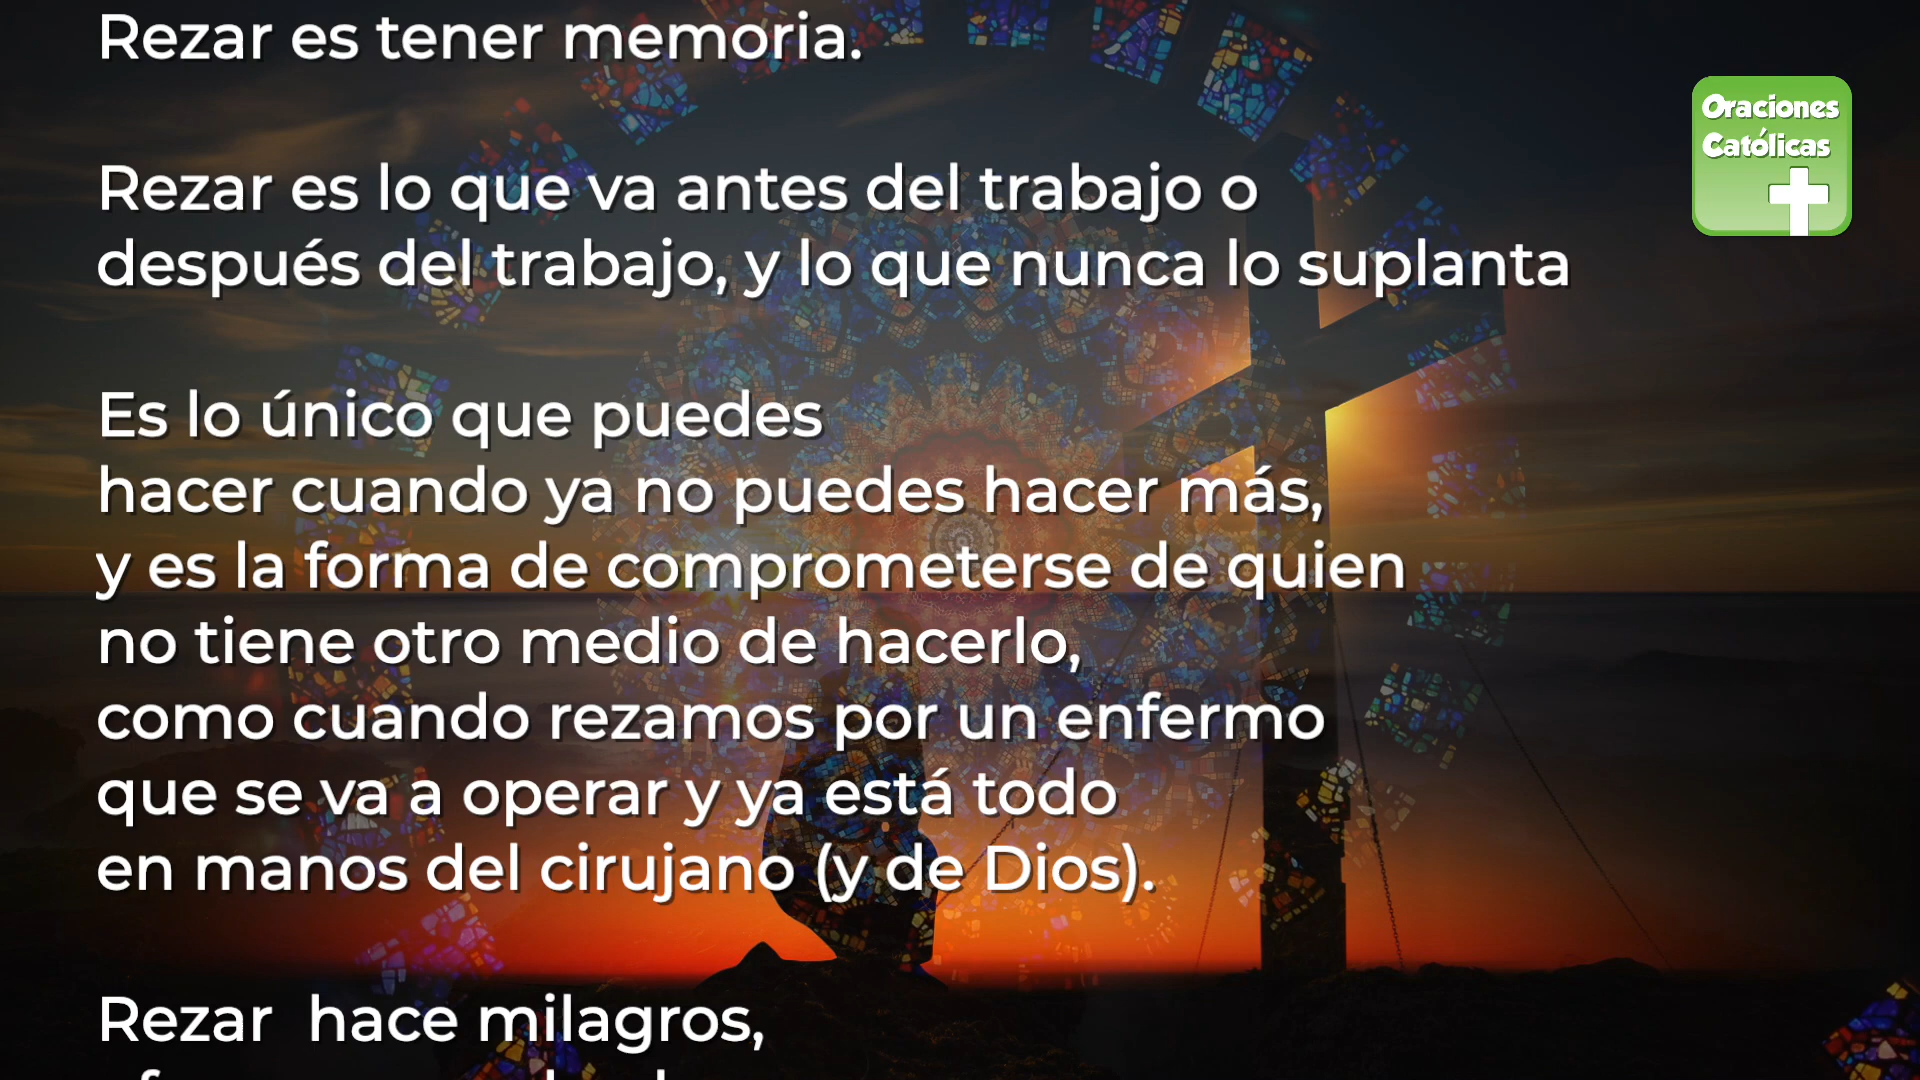 Rezar es tener memoria.
Oraciones
Católicas
Rezar es lo que va antes del trabajo o
después del trabajo, y lo que nunca lo suplanta
Es lo único que puedes
hacer cuando ya no puedes hacer más,
y es la forma de comprometerse de quien
no tiene otro medio de hacerlo,
como cuando rezamos por un enfermo
que se va a operar y ya está todo
en manos del cirujano (y de Dios).
Rezar  hace milagros,